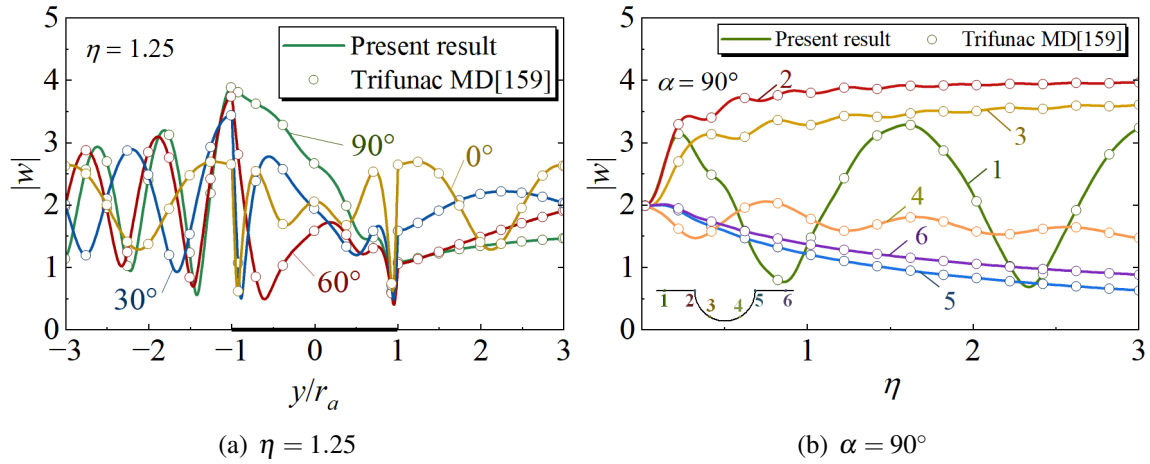 5
4
3
2
1
0
|w|
η = 1.25
Present result
Trifunac MD[159]
90°
0°
60°
30°
−3 −2 −1 0 1 2 3
y/rₐ
(a) η = 1.25
5
4
3
2
1
0
|w|
Present result Trifunac MD[159]
α = 90°
2
3
1
4
6
5
1 2 3 4 5 6
1 2 3
η
(b) α = 90°